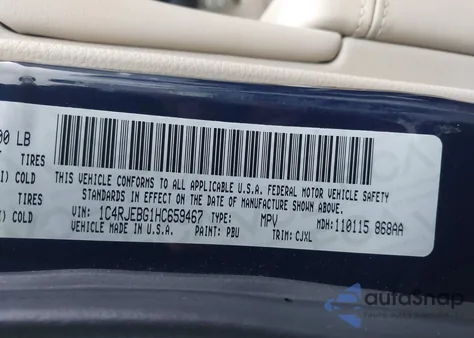 00 LB
TIRES
I) COLD
TIRES
I) COLD
THIS VEHICLE CONFORMS TO ALL APPLICABLE U.S.A. FEDERAL MOTOR VEHICLE SAFETY
STANDARDS IN EFFECT ON THE DATE OF MANUFACTURE SHOWN ABOVE.
VIN: 1C4RJEBG1HC659467 TYPE: MPV MDH: 110115 868AA
MADE IN U.S.A. PAINT: PBU TRIM: CJXL
autoSnap